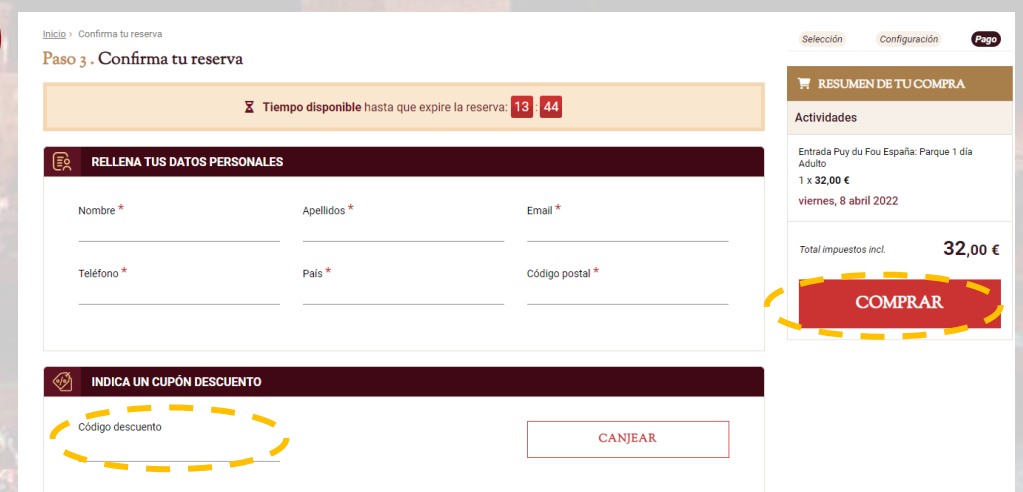 Inicio › Confirma tu reserva
Paso 3 . Confirma tu reserva
Tiempo disponible hasta que expire la reserva: 13 : 44
RELLENA TUS DATOS PERSONALES
Nombre * Apellidos * Email *
Teléfono * País * Código postal *
INDICA UN CUPÓN DESCUENTO
Código descuento
CANJEAR
Selección Configuración Pago
RESUMEN DE TU COMPRA
Actividades
Entrada Puy du Fou España: Parque 1 día
Adulto
1 x 32,00 €
viernes, 8 abril 2022
Total impuestos incl. 32,00 €
COMPRAR